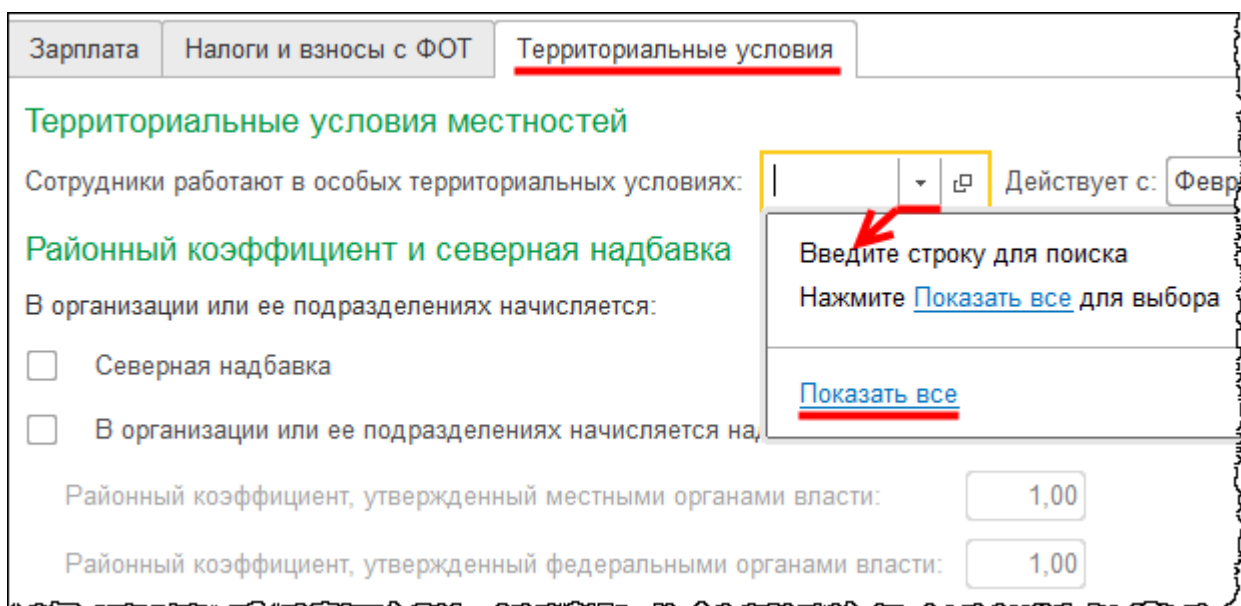 Зарплата Налоги и взносы с ФОТ Территориальные условия
Территориальные условия местностей
Сотрудники работают в особых территориальных условиях: Действует с: Февр
Районный коэффициент и северная надбавка
Введите строку для поиска
Нажмите Показать все для выбора
Показать все
В организации или ее подразделениях начисляется:
Северная надбавка
В организации или ее подразделениях начисляется на
Районный коэффициент, утвержденный местными органами власти: 1,00
Районный коэффициент, утвержденный федеральными органами власти: 1,00